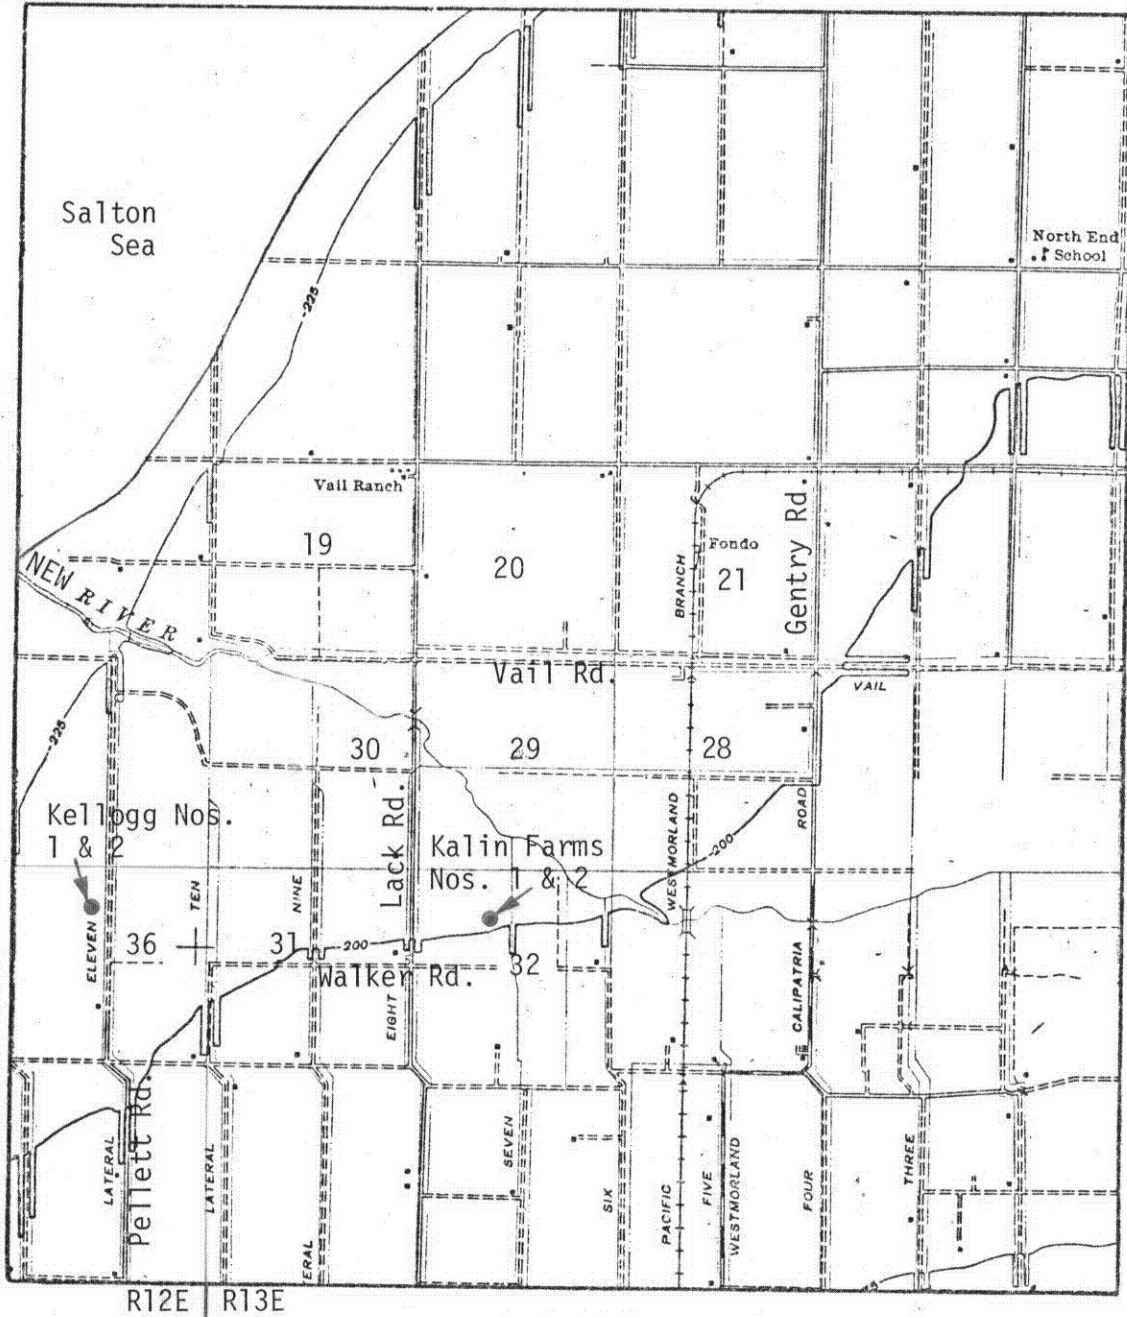 Salton
Sea
North End
School
-225
Vail Ranch
19
20
Fondo
21
BRANCH
Gentry Rd.
NEW RIVER
Vail Rd.
VAIL
-225
30
29
28
Kellogg Nos.
1 & 2
Lack Rd.
Kalin Farms
Nos. 1 & 2
WESTMORLAND
ROAD
-200
ELEVEN
TEN
NINE
36
31
-200
32
Walker Rd.
EIGHT
CALIPATRIA
Pellett Rd.
LATERAL
LATERAL
ERAL
SEVEN
SIX
PACIFIC
FIVE
WESTMORLAND
FOUR
THREE
R12E
R13E